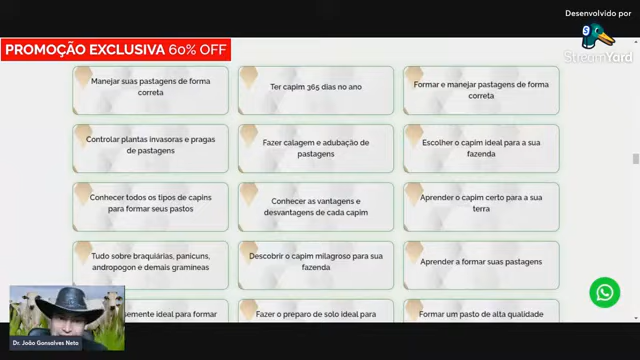 Desenvolvido por
StreamYard
PROMOÇÃO EXCLUSIVA 60% OFF
Manejar suas pastagens de forma
correta
Ter capim 365 dias no ano
Formar e manejar pastagens de forma
correta
Controlar plantas invasoras e pragas
de pastagens
Fazer calagem e adubação de
pastagens
Escolher o capim ideal para a sua
fazenda
Conhecer todos os tipos de capins
para formar seus pastos
Conhecer as vantagens e
desvantagens de cada capim
Aprender o capim certo para a sua
terra
Tudo sobre braquiárias, panicuns,
andropogon e demais gramíneas
Descobrir o capim milagroso para sua
fazenda
Aprender a formar suas pastagens
semente ideal para formar
Fazer o preparo de solo ideal para
Formar um pasto de alta qualidade
Dr. João Gonsalves Neto